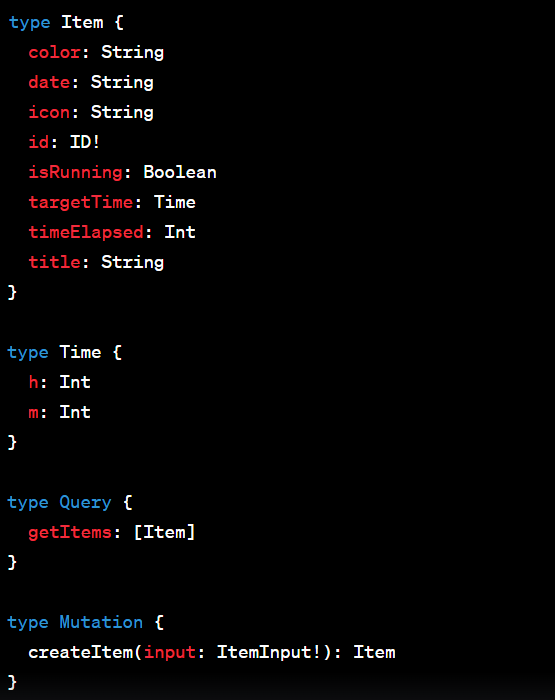 type Item {
  color: String
  date: String
  icon: String
  id: ID!
  isRunning: Boolean
  targetTime: Time
  timeElapsed: Int
  title: String
}

type Time {
  h: Int
  m: Int
}

type Query {
  getItems: [Item]
}

type Mutation {
  createItem(input: ItemInput!): Item
}